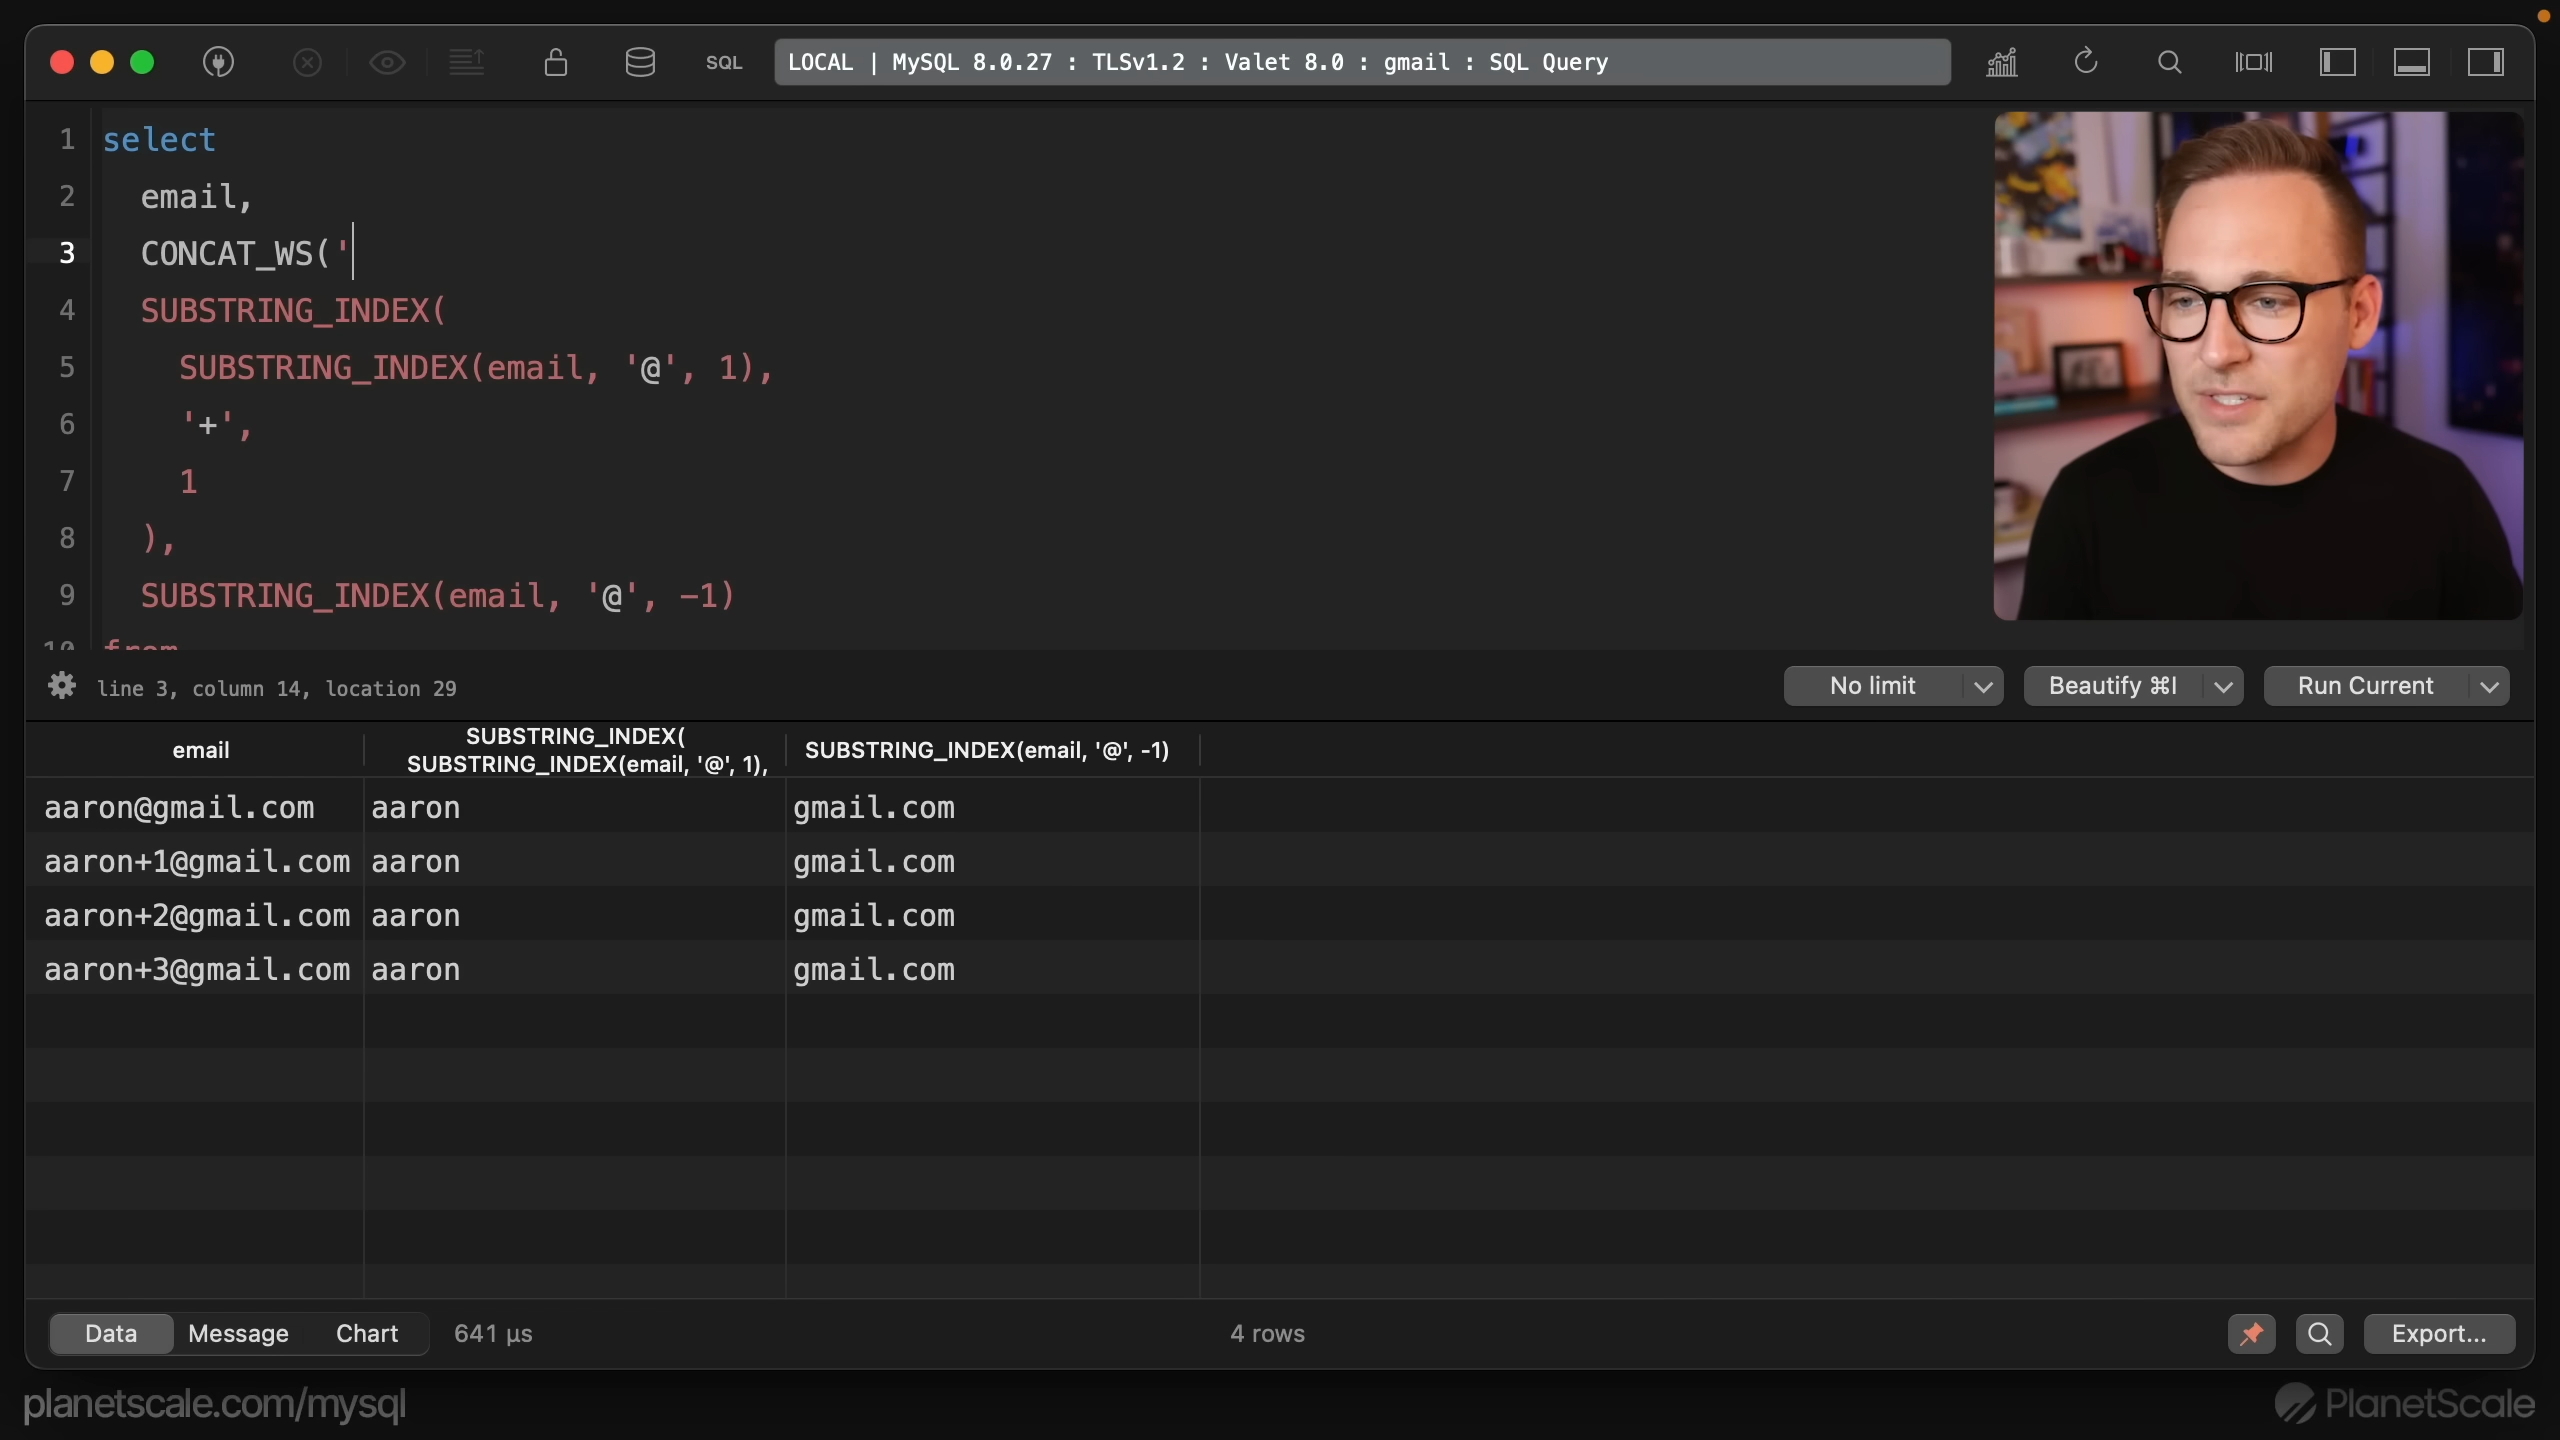 SQL
LOCAL | MySQL 8.0.27 : TLSv1.2 : Valet 8.0 : gmail : SQL Query
1 select
2 email,
3 CONCAT_WS('
4 SUBSTRING_INDEX(
5 SUBSTRING_INDEX(email, '@', 1),
6 '+',
7 1
8 ),
9 SUBSTRING_INDEX(email, '@', -1)
10 from
line 3, column 14, location 29
No limit
Beautify ⌘I
Run Current
email
SUBSTRING_INDEX(
SUBSTRING_INDEX(email, '@', 1),
SUBSTRING_INDEX(email, '@', -1)
aaron@gmail.com aaron gmail.com
aaron+1@gmail.com aaron gmail.com
aaron+2@gmail.com aaron gmail.com
aaron+3@gmail.com aaron gmail.com
Data Message Chart 641 µs 4 rows Export...
planetscale.com/mysql
PlanetScale